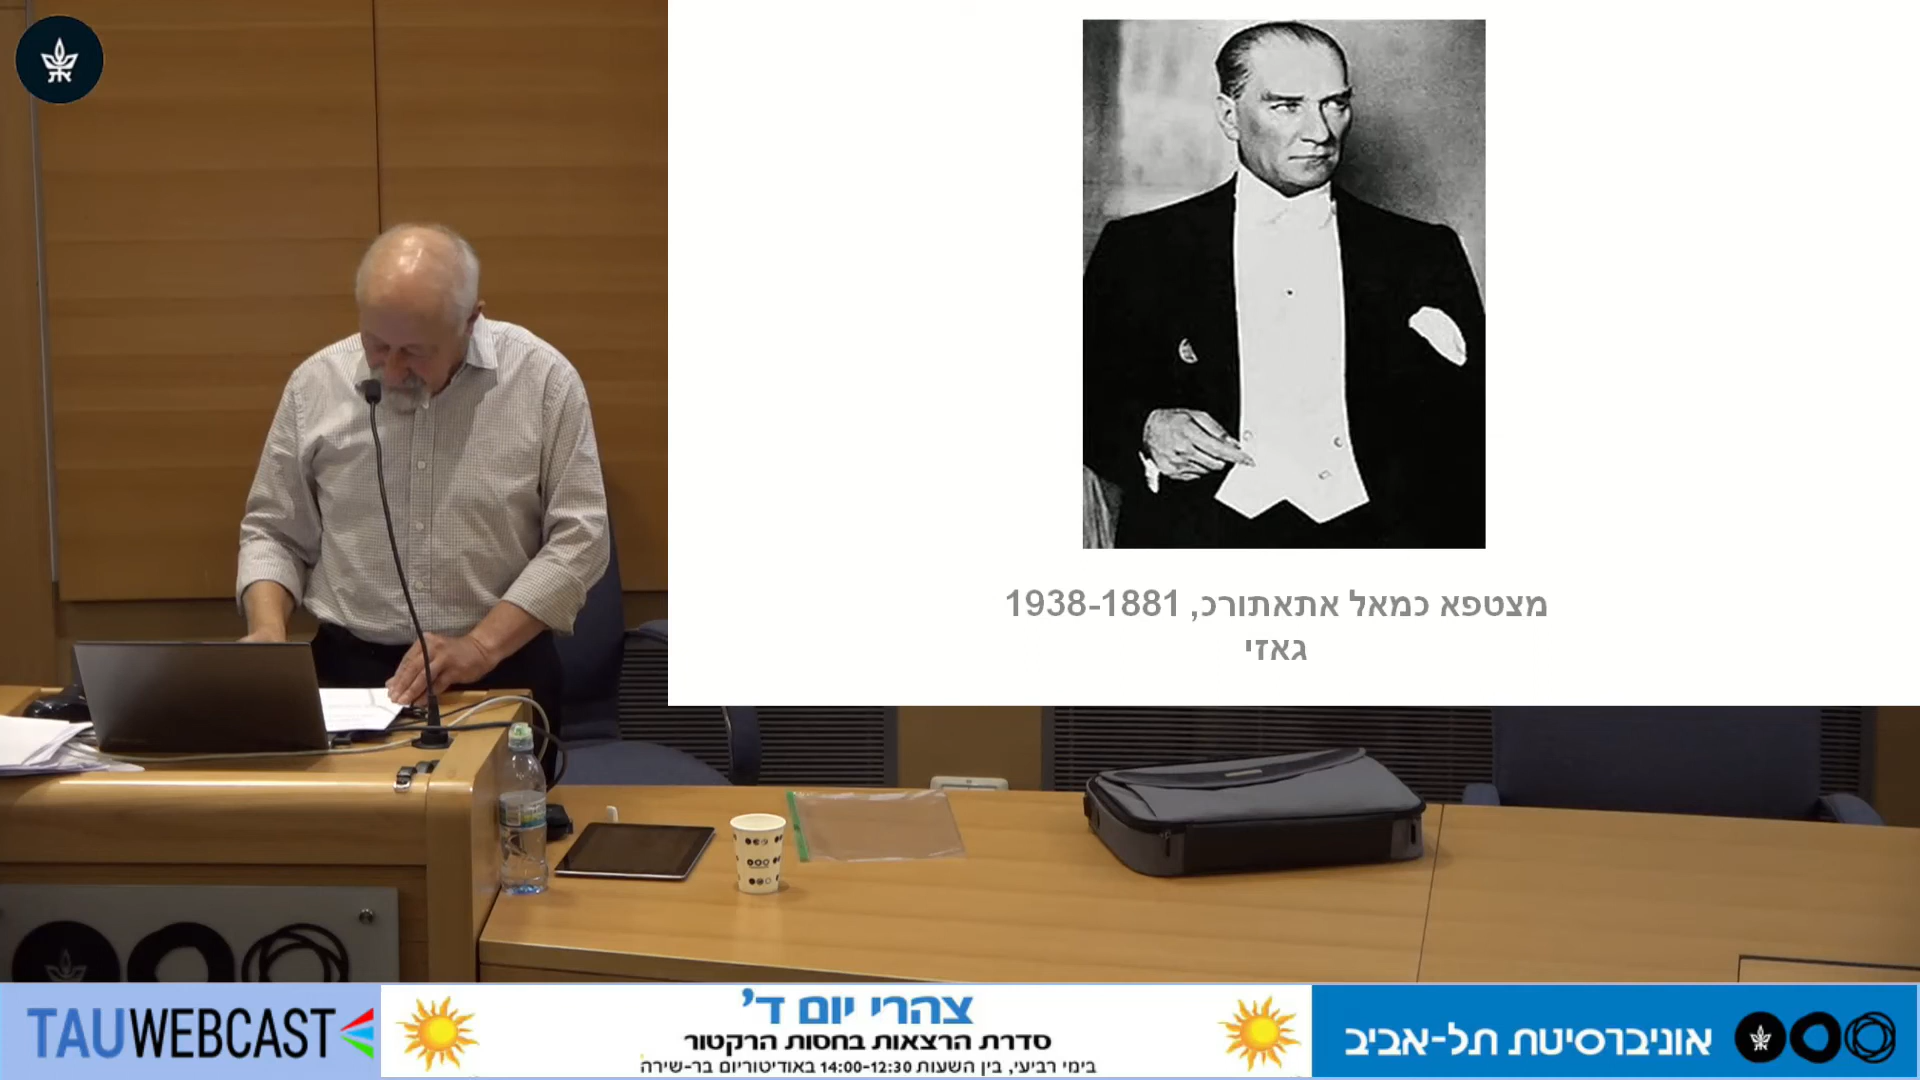 מצטפא כמאל אתאתורכ, 1938-1881
גאזי
TAUWEBCAST
צהרי יום ד'
סדרת הרצאות בחסות הרקטור
בימי רביעי, בין השעות 14:00-12:30 באודיטוריום בר-שירה
אוניברסיטת תל-אביב